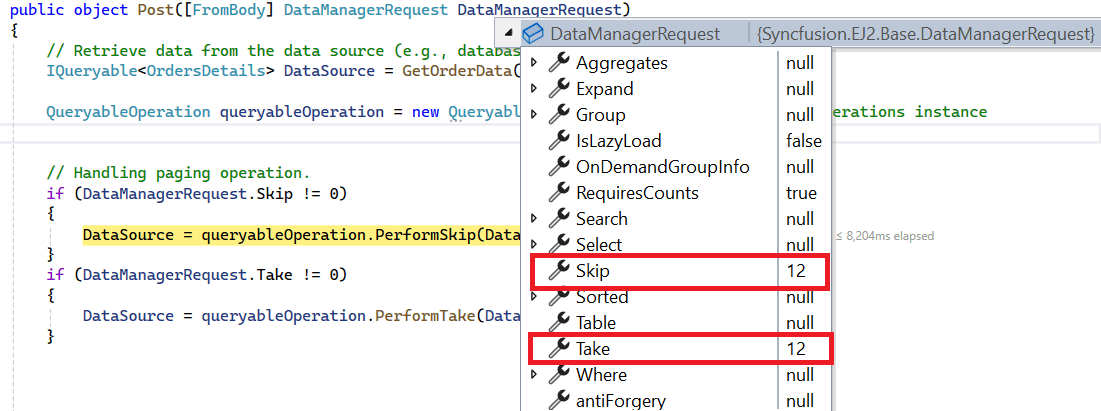 public object Post([FromBody] DataManagerRequest DataManagerRequest)
{
DataManagerRequest {Syncfusion.EJ2.Base.DataManagerRequest}
// Retrieve data from the data source (e.g., databas
Aggregates null
IQueryable<OrdersDetails> DataSource = GetOrderData(
Expand null
QueryableOperation queryableOperation = new Queryabl
Group null
erations instance
IsLazyLoad false
OnDemandGroupInfo null
// Handling paging operation.
if (DataManagerRequest.Skip != 0)
RequiresCounts true
{
Search null
DataSource = queryableOperation.PerformSkip(Data
Select null
≤ 8,204ms elapsed
}
Skip 12
if (DataManagerRequest.Take != 0)
{
Sorted null
DataSource = queryableOperation.PerformTake(Data
Table null
}
Take 12
Where null
antiForgery null